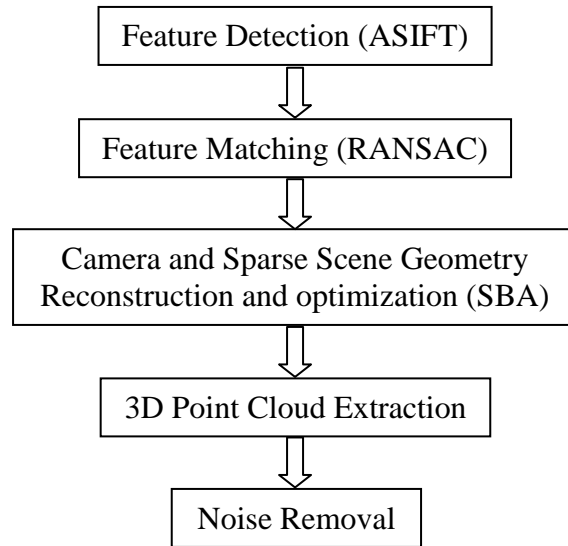 Feature Detection (ASIFT)
Feature Matching (RANSAC)
Camera and Sparse Scene Geometry
Reconstruction and optimization (SBA)
3D Point Cloud Extraction
Noise Removal